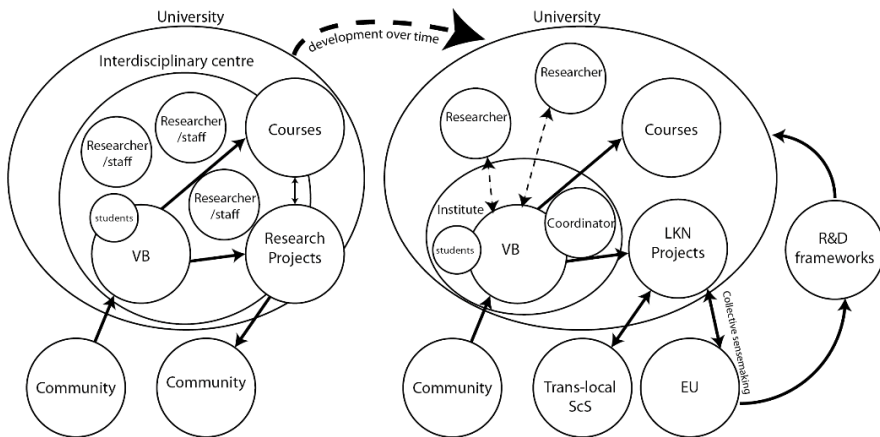 University
Interdisciplinary centre
Researcher
/staff
Researcher
/staff
Courses
Researcher
/staff
students
VB
Research
Projects
Community
Community
development over time
University
Researcher
Researcher
Courses
Institute
Coordinator
students
VB
LKN
Projects
R&D
frameworks
Collective sensemaking
Community
Trans-local
ScS
EU